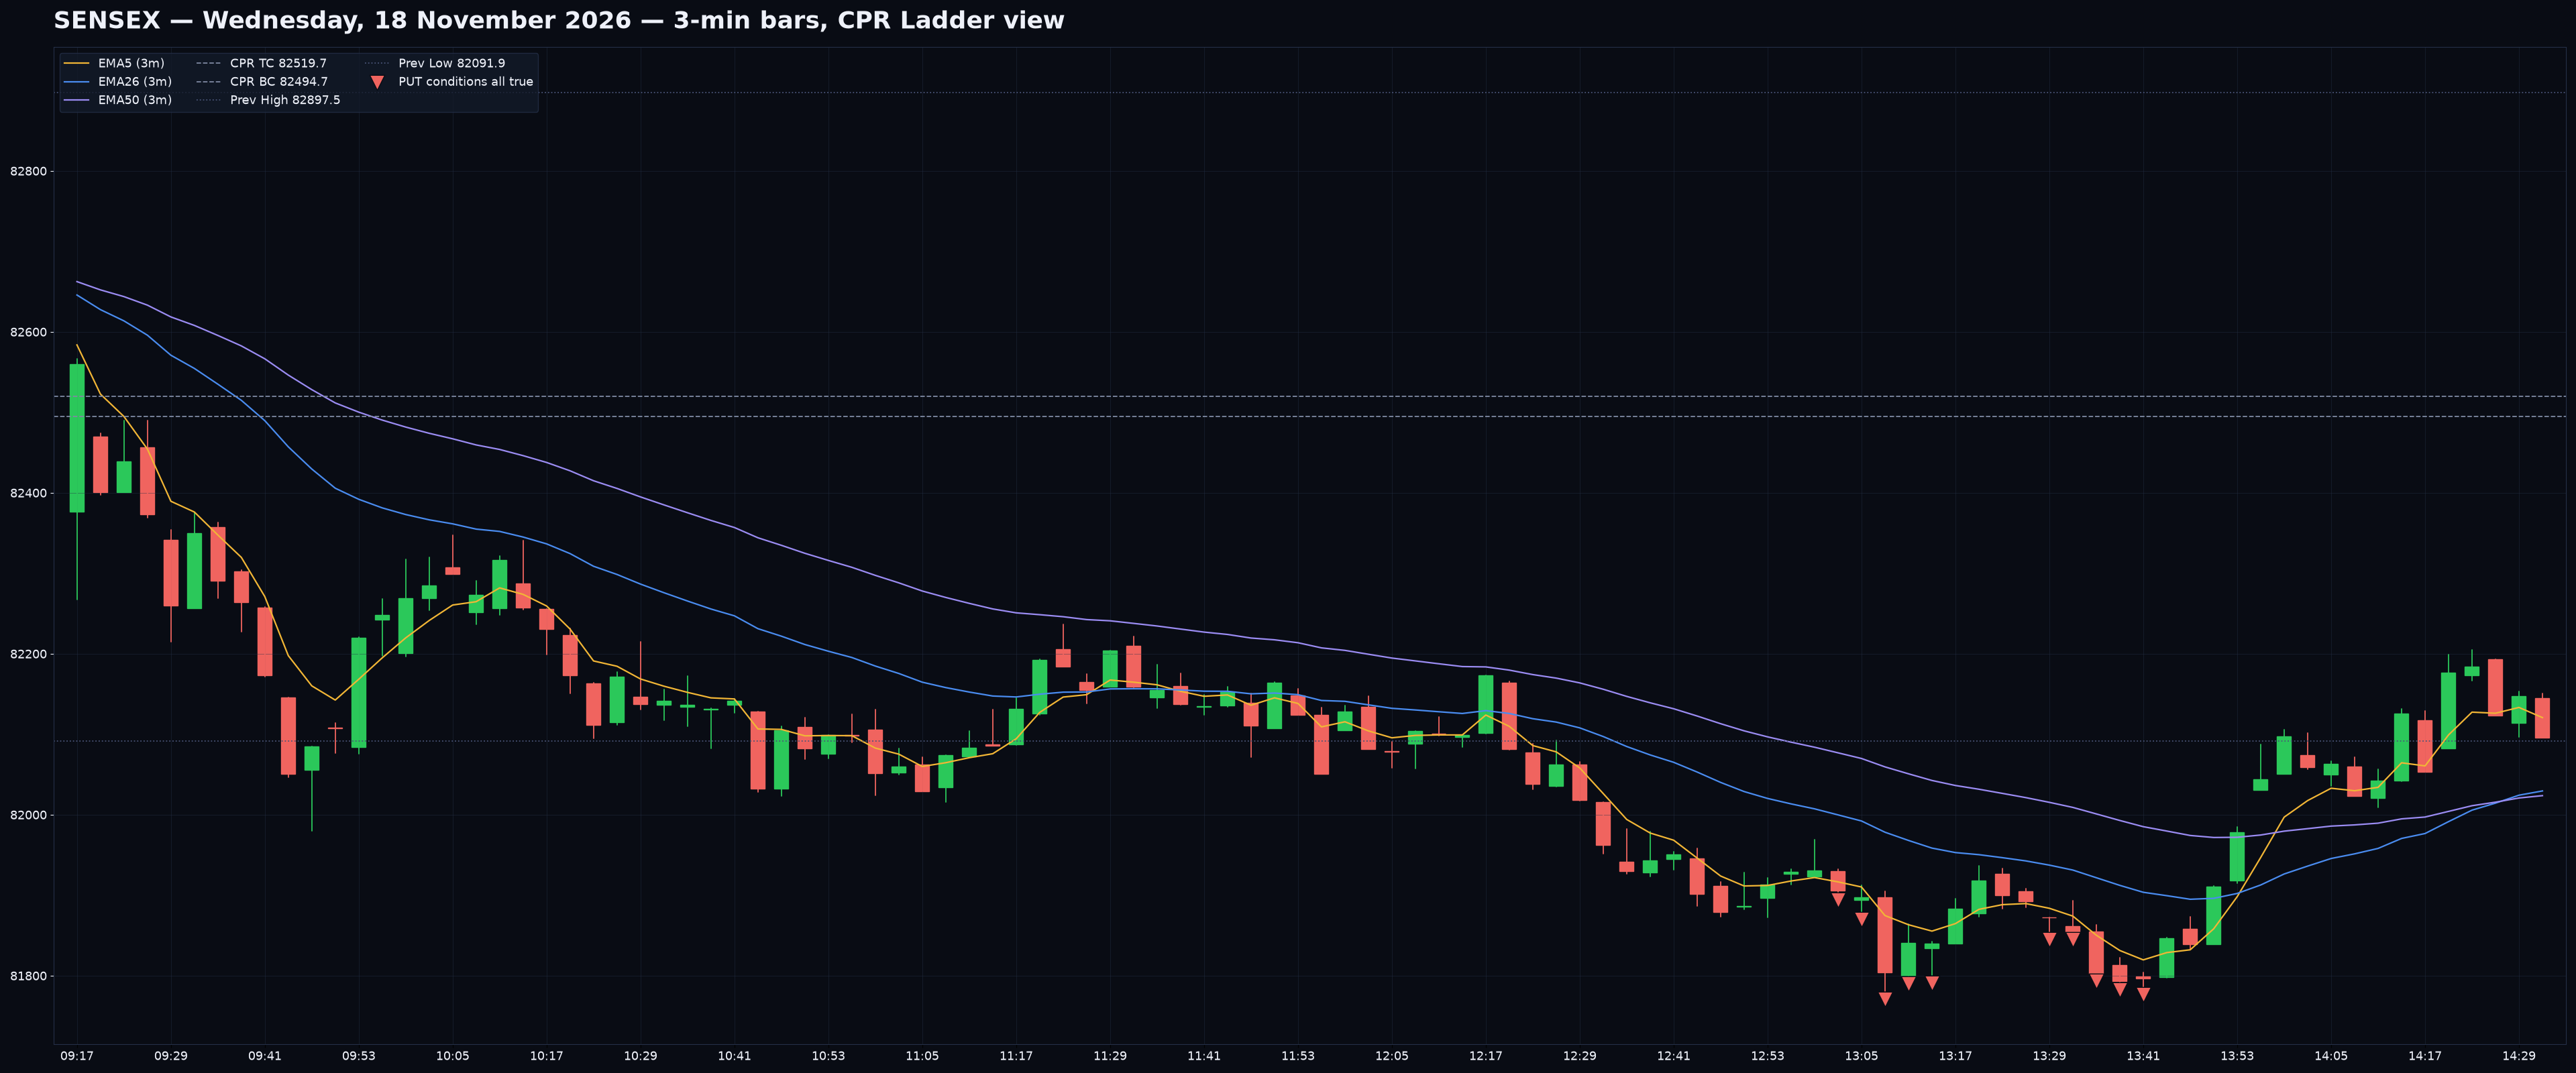 SENSEX — Wednesday, 18 November 2026 — 3-min bars, CPR Ladder view
EMA5 (3m)
EMA26 (3m)
EMA50 (3m)
CPR TC 82519.7
CPR BC 82494.7
Prev High 82897.5
Prev Low 82091.9
PUT conditions all true
82800
82600
82400
82200
82000
81800
09:17 09:29 09:41 09:53 10:05 10:17 10:29 10:41 10:53 11:05 11:17 11:29 11:41 11:53 12:05 12:17 12:29 12:41 12:53 13:05 13:17 13:29 13:41 13:53 14:05 14:17 14:29